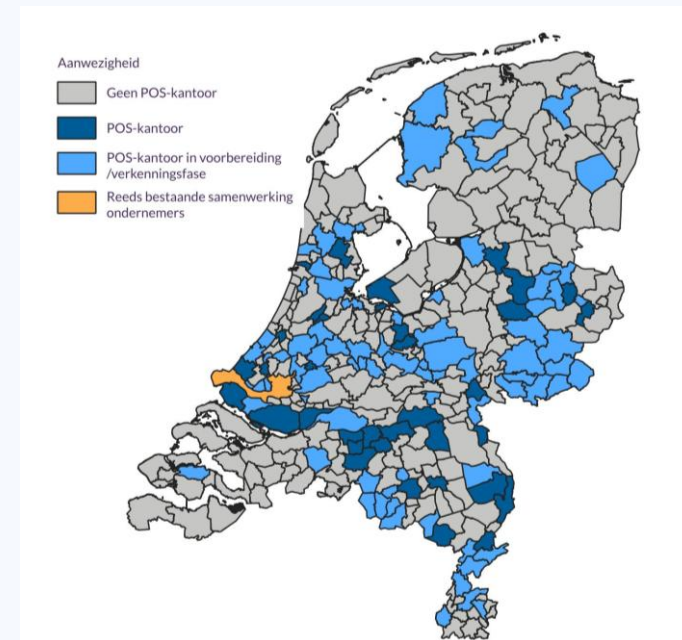 Aanwezigheid
Geen POS-kantoor
POS-kantoor
POS-kantoor in voorbereiding
/verkenningsfase
Reeds bestaande samenwerking
ondernemers